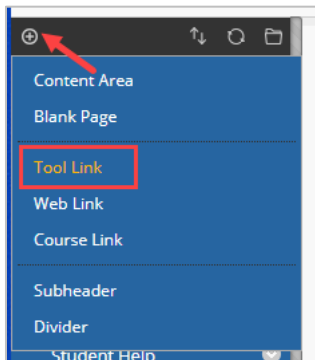 Content Area
Blank Page
Tool Link
Web Link
Course Link
Subheader
Divider
Student Help